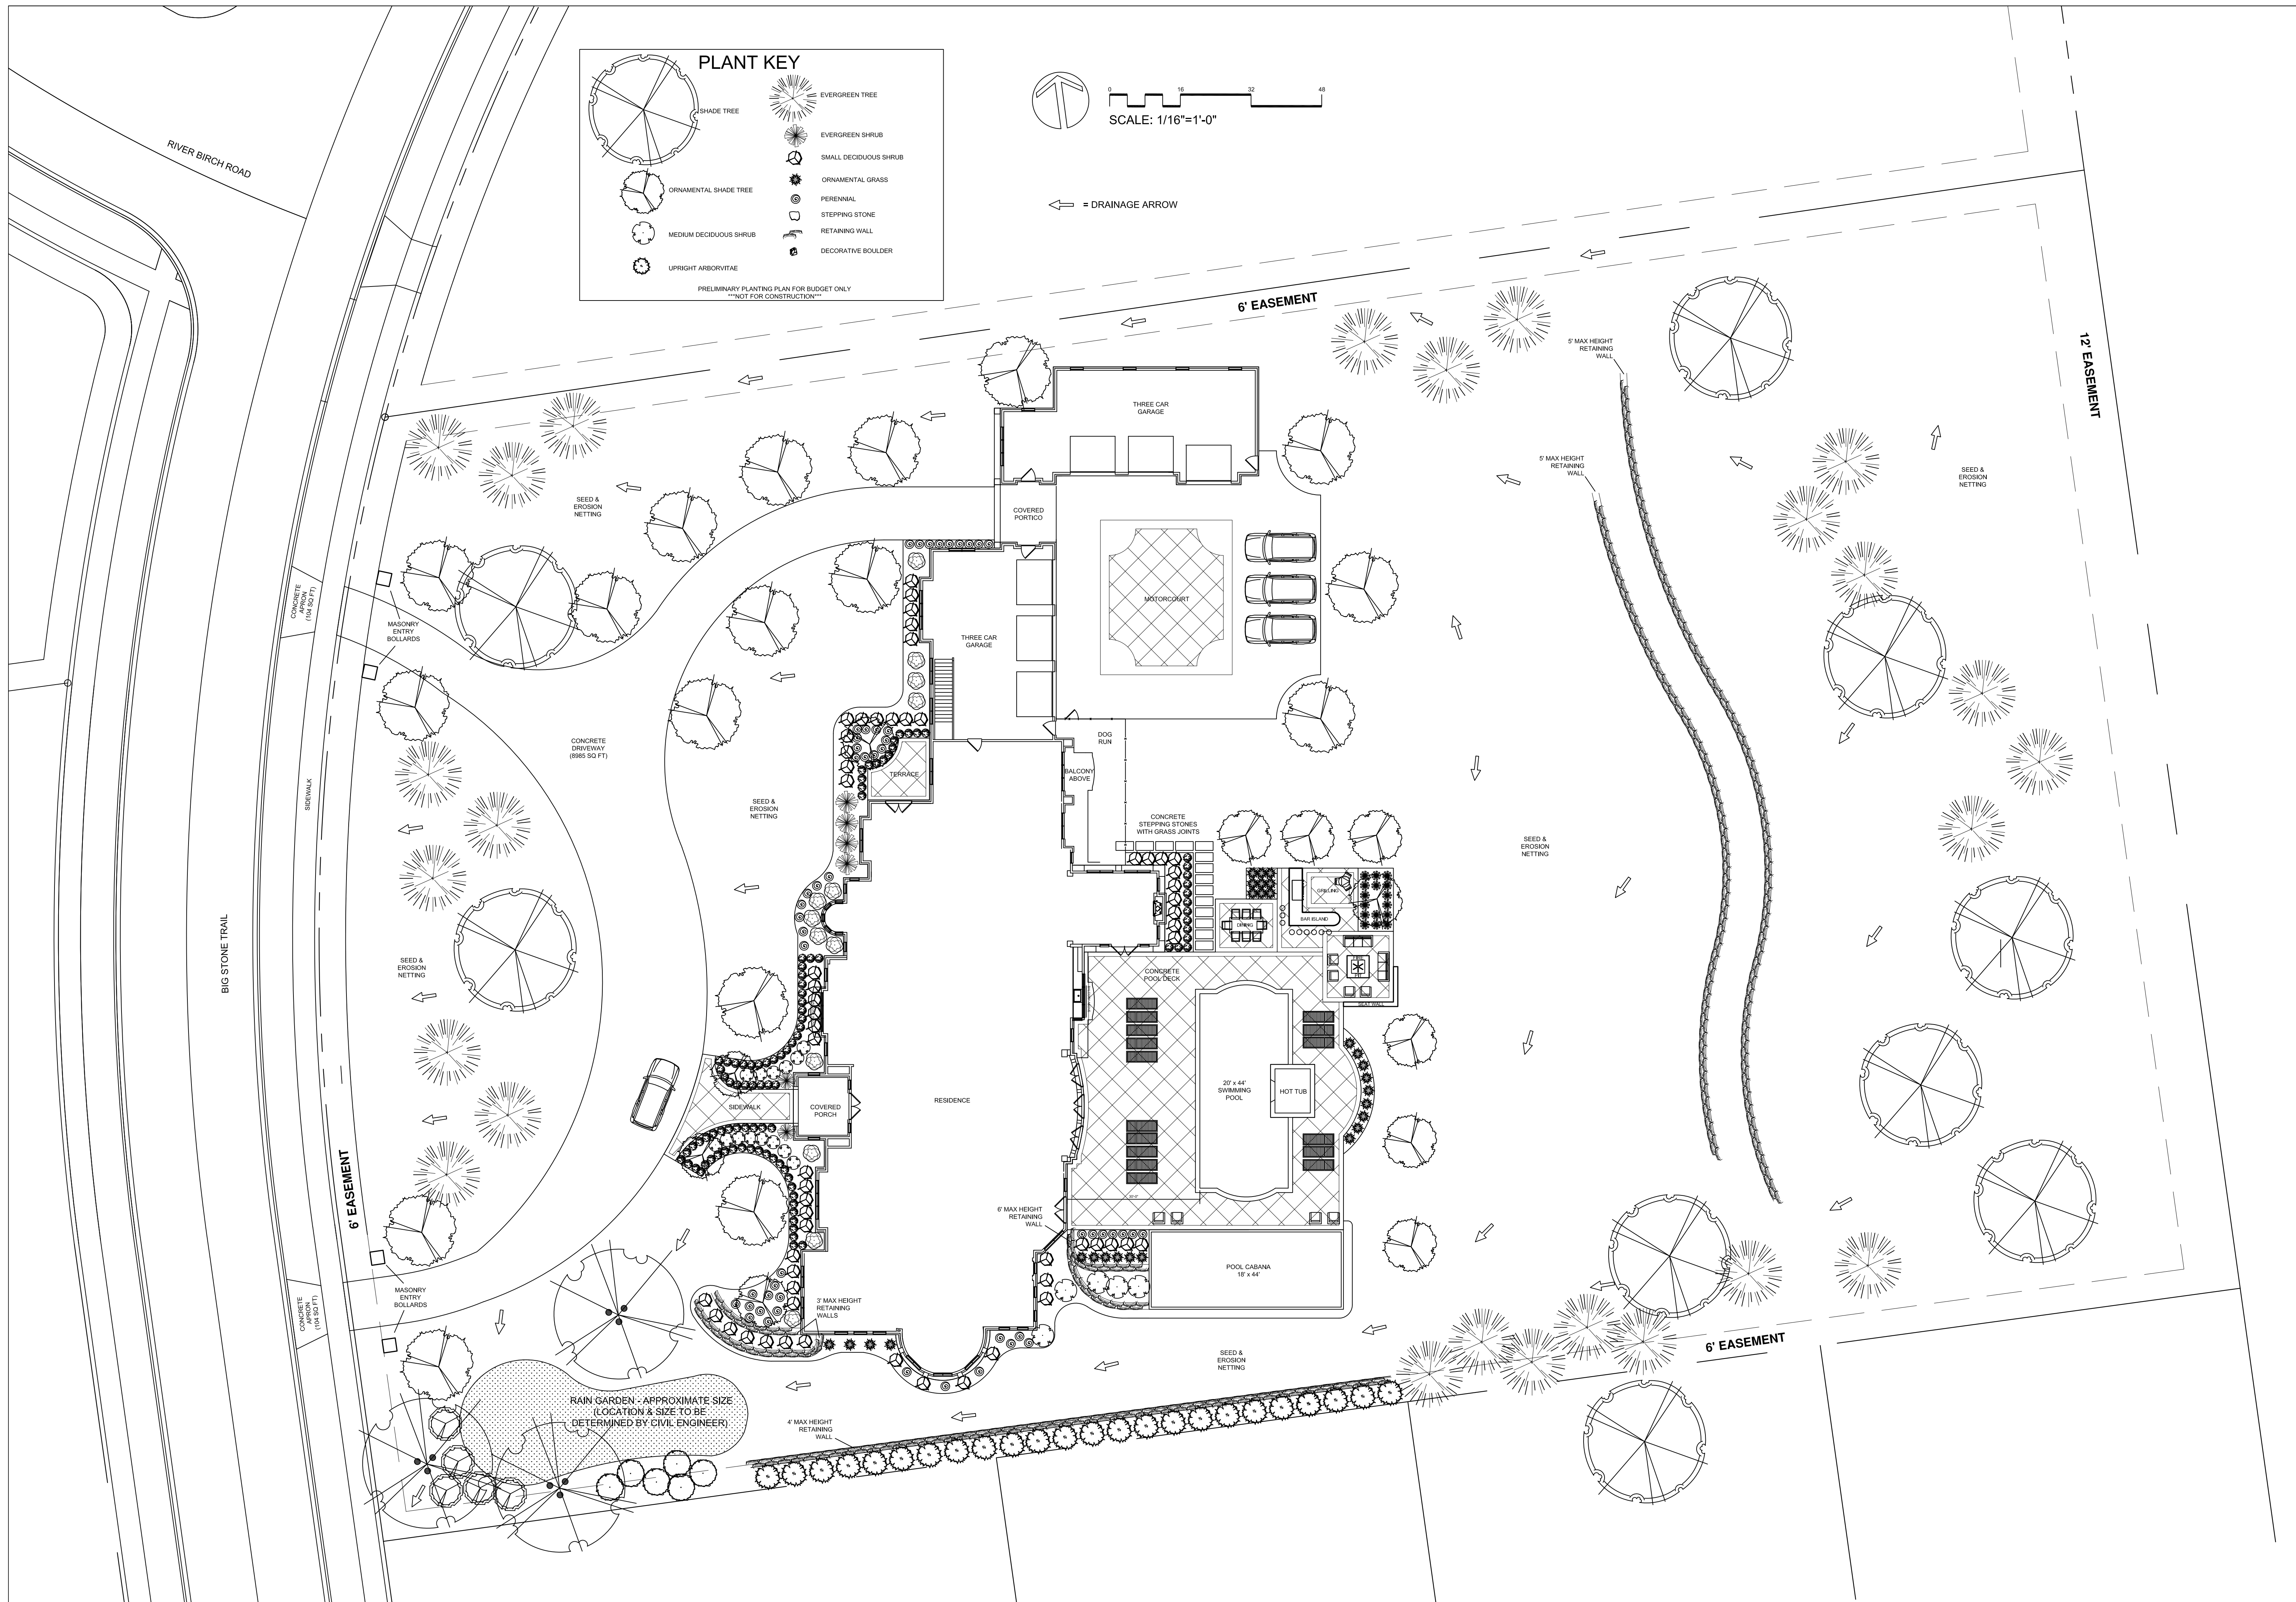 PLANT KEY
SHADE TREE
EVERGREEN TREE
EVERGREEN SHRUB
SMALL DECIDUOUS SHRUB
ORNAMENTAL GRASS
ORNAMENTAL SHADE TREE
PERENNIAL
STEPPING STONE
MEDIUM DECIDUOUS SHRUB
RETAINING WALL
DECORATIVE BOULDER
UPRIGHT ARBORVITAE
PRELIMINARY PLANTING PLAN FOR BUDGET ONLY
***NOT FOR CONSTRUCTION***
0 16 32 48
SCALE: 1/16"=1'-0"
= DRAINAGE ARROW
RIVER BIRCH ROAD
6' EASEMENT
12' EASEMENT
5' MAX HEIGHT
RETAINING
WALL
5' MAX HEIGHT
RETAINING
WALL
THREE CAR
GARAGE
SEED &
EROSION
NETTING
SEED &
EROSION
NETTING
COVERED
PORTICO
CONCRETE
APRON
(104 SQ FT)
MASONRY
ENTRY
BOLLARDS
MOTORCOURT
THREE CAR
GARAGE
CONCRETE
DRIVEWAY
(8985 SQ FT)
DOG
RUN
TERRACE
BALCONY
ABOVE
SIDEWALK
SEED &
EROSION
NETTING
CONCRETE
STEPPING STONES
WITH GRASS JOINTS
SEED &
EROSION
NETTING
GRILLING
BAR ISLAND
DINING
BIG STONE TRAIL
SEED &
EROSION
NETTING
CONCRETE
POOL DECK
SEAT WALL
20' x 44'
SWIMMING
POOL
HOT TUB
RESIDENCE
SIDEWALK
COVERED
PORCH
6' EASEMENT
30'-0"
6' MAX HEIGHT
RETAINING
WALL
POOL CABANA
18' x 44'
MASONRY
ENTRY
BOLLARDS
CONCRETE
APRON
(104 SQ FT)
3' MAX HEIGHT
RETAINING
WALLS
SEED &
EROSION
NETTING
6' EASEMENT
RAIN GARDEN - APPROXIMATE SIZE
(LOCATION & SIZE TO BE
DETERMINED BY CIVIL ENGINEER)
4' MAX HEIGHT
RETAINING
WALL